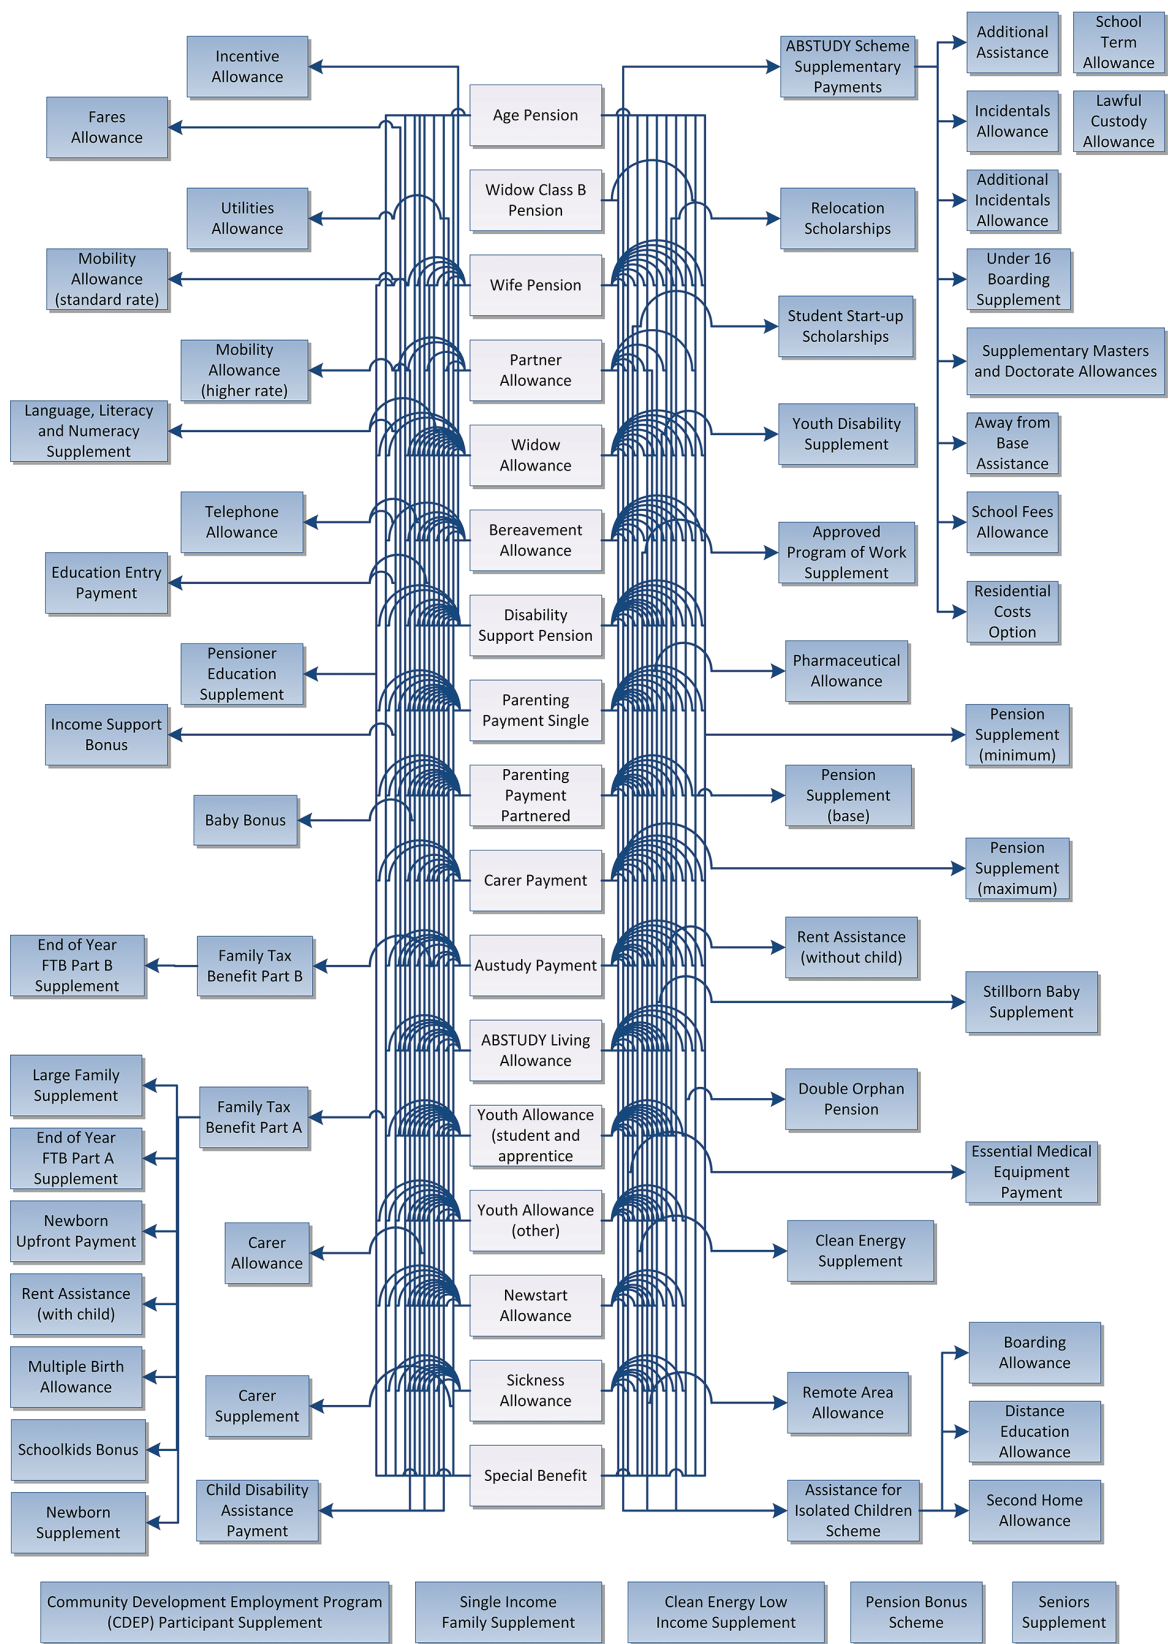 Incentive
Allowance
Fares
Allowance
Utilities
Allowance
Mobility
Allowance
(standard rate)
Mobility
Allowance
(higher rate)
Language, Literacy
and Numeracy
Supplement
Telephone
Allowance
Education Entry
Payment
Pensioner
Education
Supplement
Income Support
Bonus
Baby Bonus
End of Year
FTB Part B
Supplement
Family Tax
Benefit Part B
Large Family
Supplement
Family Tax
Benefit Part A
End of Year
FTB Part A
Supplement
Newborn
Upfront Payment
Carer
Allowance
Rent Assistance
(with child)
Multiple Birth
Allowance
Carer
Supplement
Schoolkids Bonus
Newborn
Supplement
Child Disability
Assistance
Payment
Age Pension
Widow Class B
Pension
Wife Pension
Partner
Allowance
Widow
Allowance
Bereavement
Allowance
Disability
Support Pension
Parenting
Payment Single
Parenting
Payment
Partnered
Carer Payment
Austudy Payment
ABSTUDY Living
Allowance
Youth Allowance
(student and
apprentice
Youth Allowance
(other)
Newstart
Allowance
Sickness
Allowance
Special Benefit
ABSTUDY Scheme
Supplementary
Payments
Relocation
Scholarships
Student Start-up
Scholarships
Youth Disability
Supplement
Approved
Program of Work
Supplement
Pharmaceutical
Allowance
Pension
Supplement
(minimum)
Pension
Supplement
(base)
Pension
Supplement
(maximum)
Rent Assistance
(without child)
Stillborn Baby
Supplement
Double Orphan
Pension
Essential Medical
Equipment
Payment
Clean Energy
Supplement
Remote Area
Allowance
Assistance for
Isolated Children
Scheme
Additional
Assistance
School
Term
Allowance
Incidentals
Allowance
Lawful
Custody
Allowance
Additional
Incidentals
Allowance
Under 16
Boarding
Supplement
Supplementary Masters
and Doctorate Allowances
Away from
Base
Assistance
School Fees
Allowance
Residential
Costs
Option
Boarding
Allowance
Distance
Education
Allowance
Second Home
Allowance
Community Development Employment Program
(CDEP) Participant Supplement
Single Income
Family Supplement
Clean Energy Low
Income Supplement
Pension Bonus
Scheme
Seniors
Supplement